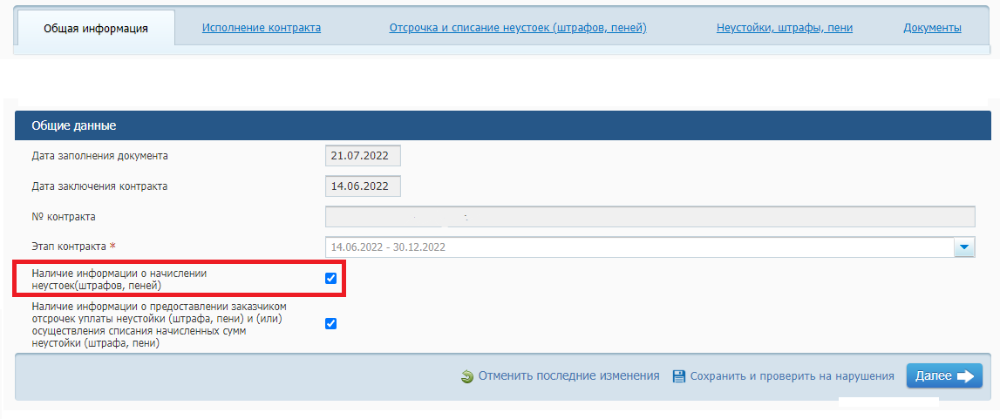 Общая информация Исполнение контракта Отсрочка и списание неустоек (штрафов, пеней) Неустойки, штрафы, пени Документы
Общие данные
Дата заполнения документа 21.07.2022
Дата заключения контракта 14.06.2022
№ контракта
Этап контракта * 14.06.2022 - 30.12.2022
Наличие информации о начислении
неустоек(штрафов, пеней)
Наличие информации о предоставлении заказчиком
отсрочек уплаты неустойки (штрафа, пени) и (или)
осуществления списания начисленных сумм
неустойки (штрафа, пени)
Отменить последние изменения Сохранить и проверить на нарушения Далее